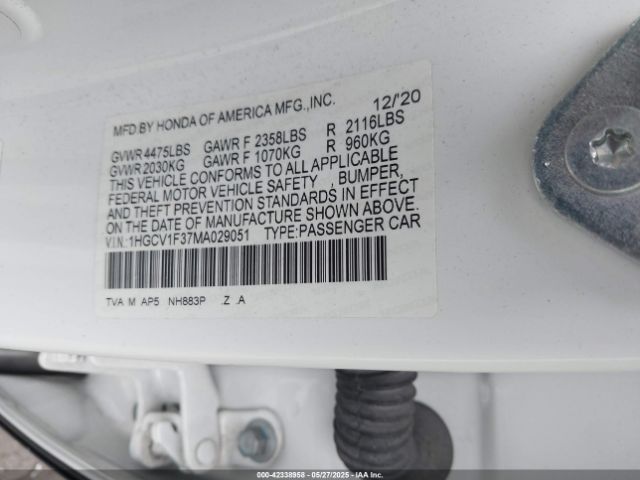 MFD.BY HONDA OF AMERICA MFG.,INC. 12/'20
GVWR 4475LBS GAWR F 2358LBS R 2116LBS
GVWR 2030KG GAWR F 1070KG R 960KG
THIS VEHICLE CONFORMS TO ALL APPLICABLE
FEDERAL MOTOR VEHICLE SAFETY , BUMPER,
AND THEFT PREVENTION STANDARDS IN EFFECT
ON THE DATE OF MANUFACTURE SHOWN ABOVE.
V.I.N.:1HGCV1F37MA029051 TYPE:PASSENGER CAR
TVA M AP5 NH883P .Z .A
000-42338958 - 05/27/2025 - IAA Inc.